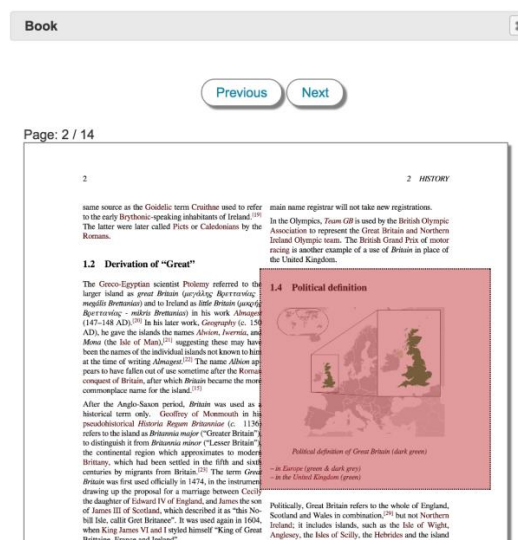 Book
Previous
Next
Page: 2 / 14
2
2 HISTORY
same source as the Goidelic term Cruithne used to refer
to the early Brythonic-speaking inhabitants of Ireland.[19]
The latter were later called Picts or Caledonians by the
Romans.
1.2 Derivation of “Great”
The Greco-Egyptian scientist Ptolemy referred to the
larger island as great Britain (μεγάλης Βρεττανίας -
megális Brettanias) and to Ireland as little Britain (μικρής
Βρεττανίας - mikris Brettanias) in his work, Almagest
(147–148 AD).[20] In his later work, Geography (c. 150
AD), he gave the islands the names Alwion, Iwernia, and
Mona (the Isle of Man),[21] suggesting these may have
been the names of the individual islands not known to him
at the time of writing Almagest.[22] The name Albion ap-
pears to have fallen out of use sometime after the Roman
conquest of Britain, after which Britain became the more
commonplace name for the island.[15]
After the Anglo-Saxon period, Britain was used as a
historical term only. Geoffrey of Monmouth in his
pseudohistorical Historia Regum Britanniae (c. 1136)
refers to the island as Britannia major (“Greater Britain”),
to distinguish it from Britannia minor (“Lesser Britain”),
the continental region which approximates to modern
Brittany, which had been settled in the fifth and sixth
centuries by migrants from Britain.[23] The term Great
Britain was first used officially in 1474, in the instrument
drawing up the proposal for a marriage between Cecily
the daughter of Edward IV of England, and James the son
of James III of Scotland, which described it as “this No-
bill Isle, callit Gret Britanee”. It was used again in 1604,
when King James VI and I styled himself “King of Great
Brittaine, France and Ireland”.
main name registrar will not take new registrations.
In the Olympics, Team GB is used by the British Olympic
Association to represent the Great Britain and Northern
Ireland Olympic team. The British Grand Prix of motor
racing is another example of a use of Britain in place of
the United Kingdom.
1.4 Political definition
Political definition of Great Britain (dark green)
– in Europe (green & dark grey)
– in the United Kingdom (green)
Politically, Great Britain refers to the whole of England,
Scotland and Wales in combination,[29] but not Northern
Ireland; it includes islands, such as the Isle of Wight,
Anglesey, the Isles of Scilly, the Hebrides and the island